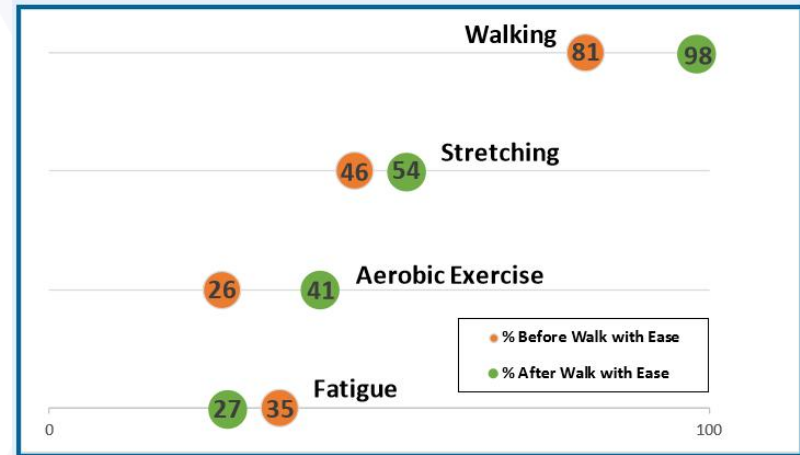 Walking
81
98
46
54
Stretching
26
41
Aerobic Exercise
% Before Walk with Ease
% After Walk with Ease
27
35
Fatigue
0
100